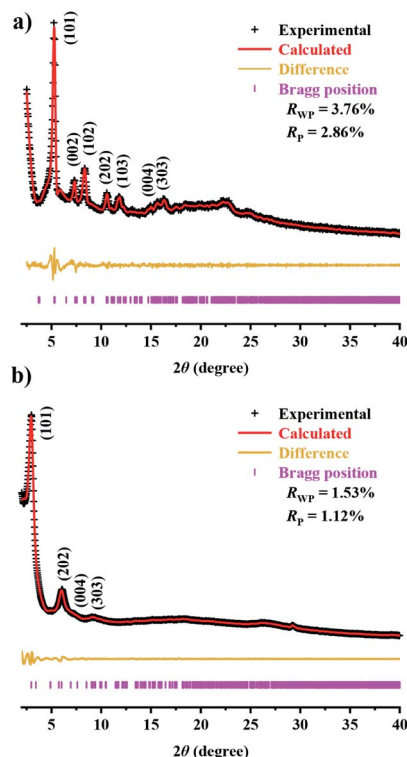 a)
(101)
(002)
(102)
(202)
(103)
(004)
(303)
Experimental
Calculated
Difference
Bragg position
RWP = 3.76%
RP = 2.86%
5 10 15 20 25 30 35 40
2θ (degree)
b)
(101)
(202)
(004)
(303)
Experimental
Calculated
Difference
Bragg position
RWP = 1.53%
RP = 1.12%
5 10 15 20 25 30 35 40
2θ (degree)